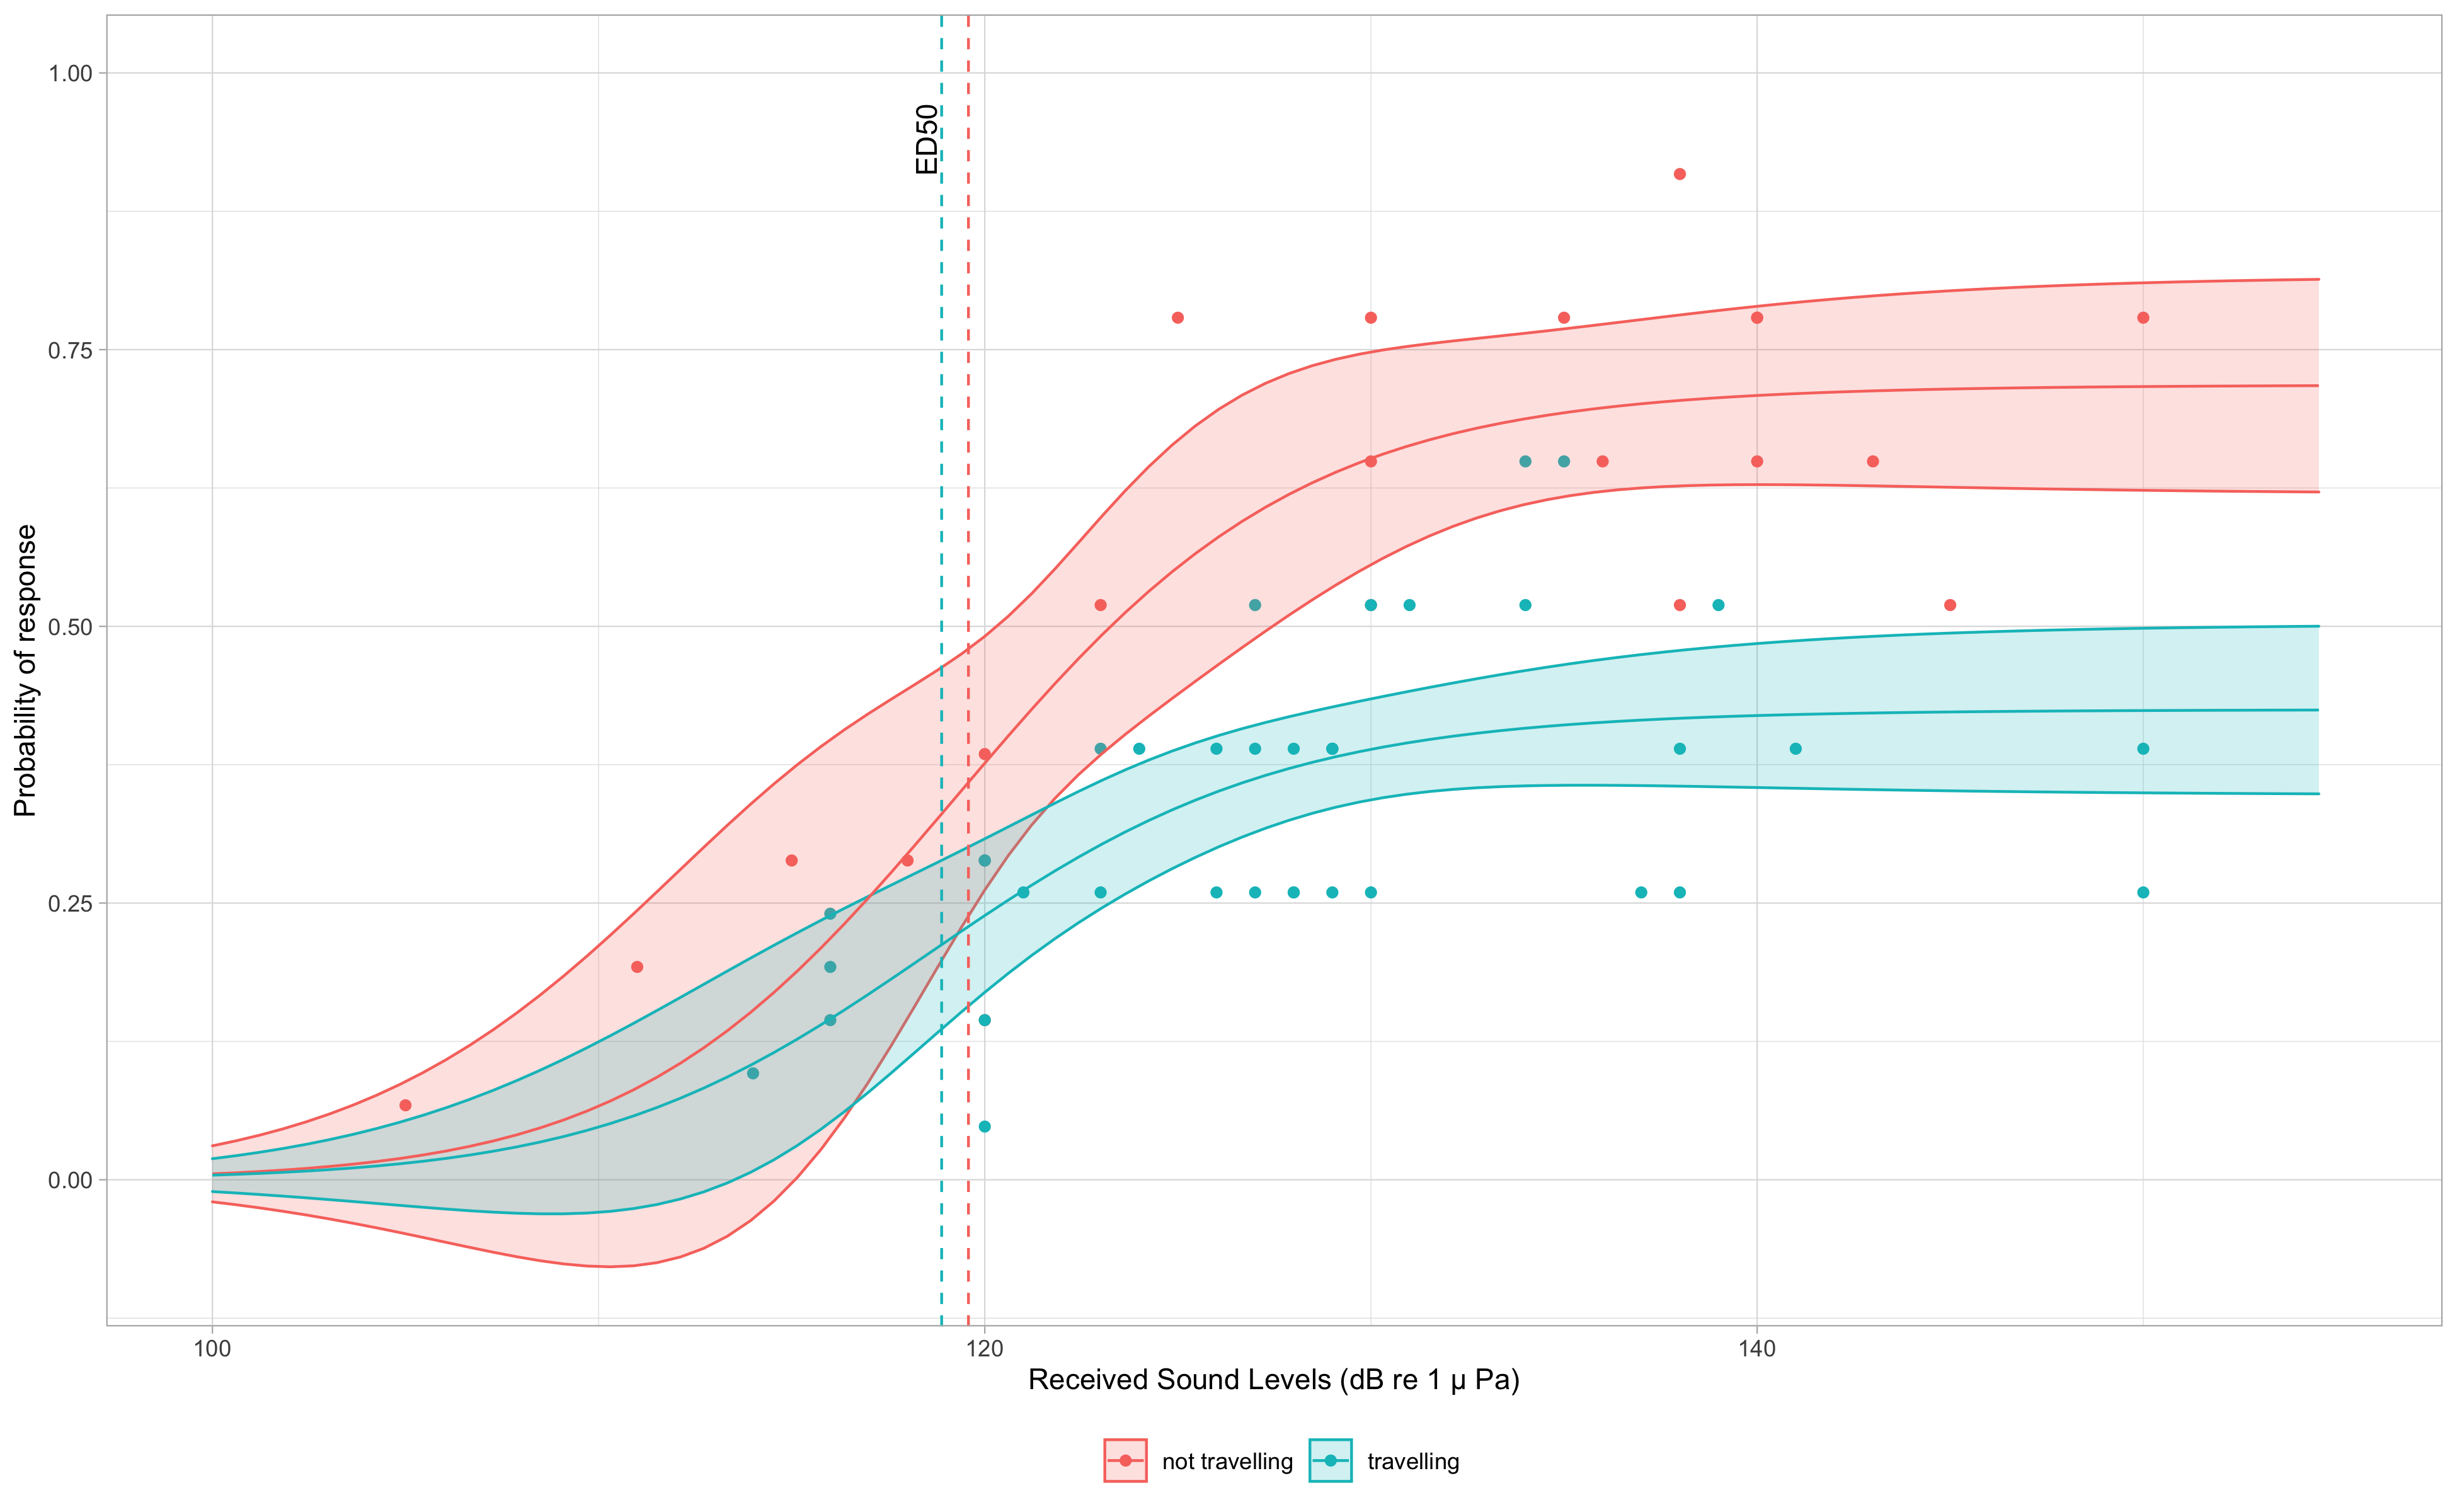 1.00
0.75
0.50
0.25
0.00
Probability of response
ED50
100 120 140
Received Sound Levels (dB re 1 μ Pa)
not travelling travelling